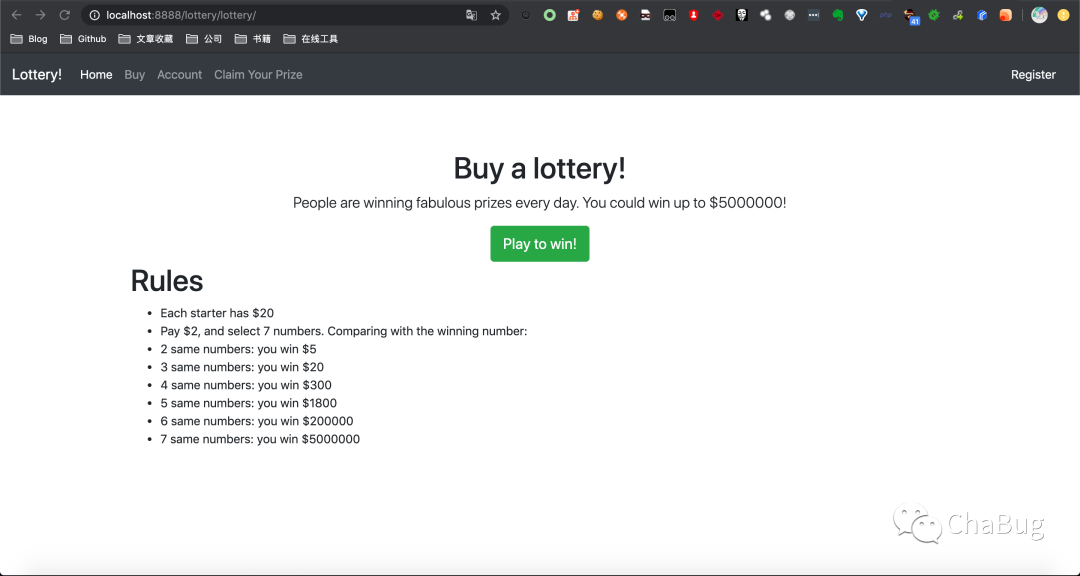 localhost:8888/lottery/lottery/
41
Blog Github 文章收藏 公司 书籍 在线工具
Lottery! Home Buy Account Claim Your Prize Register
Buy a lottery!
People are winning fabulous prizes every day. You could win up to $5000000!
Play to win!
Rules
• Each starter has $20
• Pay $2, and select 7 numbers. Comparing with the winning number:
• 2 same numbers: you win $5
• 3 same numbers: you win $20
• 4 same numbers: you win $300
• 5 same numbers: you win $1800
• 6 same numbers: you win $200000
• 7 same numbers: you win $5000000
ChaBug